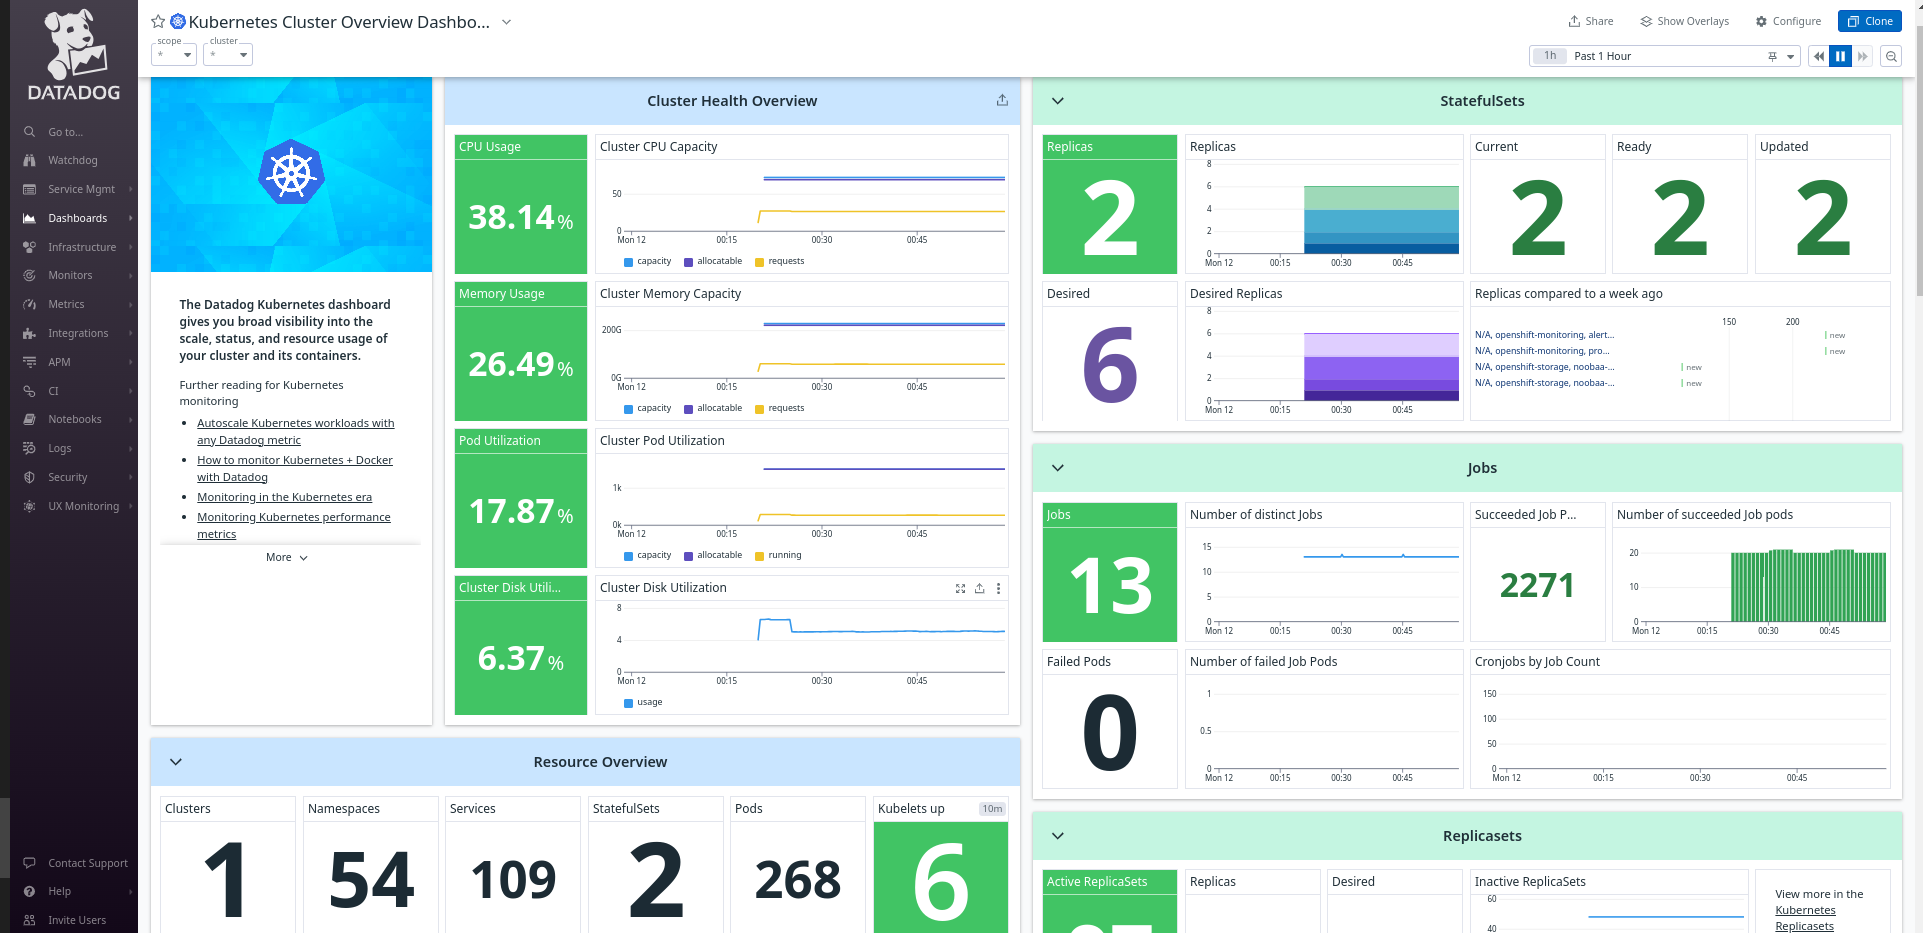 DATADOG
Go to...
Watchdog
Service Mgmt
Dashboards
Infrastructure
Monitors
Metrics
Integrations
APM
CI
Notebooks
Logs
Security
UX Monitoring
Contact Support
Help
Invite Users
Kubernetes Cluster Overview Dashbo...
Share
Show Overlays
Configure
Clone
scope
*
cluster
*
1h Past 1 Hour
The Datadog Kubernetes dashboard
gives you broad visibility into the
scale, status, and resource usage of
your cluster and its containers.
Further reading for Kubernetes
monitoring
• Autoscale Kubernetes workloads with
any Datadog metric
• How to monitor Kubernetes + Docker
with Datadog
• Monitoring in the Kubernetes era
• Monitoring Kubernetes performance
metrics
More
Cluster Health Overview
CPU Usage
38.14%
Cluster CPU Capacity
50
0
Mon 12 00:15 00:30 00:45
capacity allocatable requests
Memory Usage
26.49%
Cluster Memory Capacity
200G
0G
Mon 12 00:15 00:30 00:45
capacity allocatable requests
Pod Utilization
17.87%
Cluster Pod Utilization
1k
0k
Mon 12 00:15 00:30 00:45
capacity allocatable running
Cluster Disk Utili...
6.37%
Cluster Disk Utilization
8
4
0
Mon 12 00:15 00:30 00:45
usage
Resource Overview
Clusters
1
Namespaces
54
Services
109
StatefulSets
2
Pods
268
Kubelets up 10m
6
StatefulSets
Replicas
2
Replicas
8
6
4
2
0
Mon 12 00:15 00:30 00:45
Current
2
Ready
2
Updated
2
Desired
6
Desired Replicas
8
6
4
2
0
Mon 12 00:15 00:30 00:45
Replicas compared to a week ago
150 200
N/A, openshift-monitoring, alert... new
N/A, openshift-monitoring, pro... new
N/A, openshift-storage, noobaa-... new
N/A, openshift-storage, noobaa-... new
Jobs
Jobs
13
Number of distinct Jobs
15
10
5
0
Mon 12 00:15 00:30 00:45
Succeeded Job P...
2271
Number of succeeded Job pods
20
10
0
Mon 12 00:15 00:30 00:45
Failed Pods
0
Number of failed Job Pods
1
0.5
0
Mon 12 00:15 00:30 00:45
Cronjobs by Job Count
150
100
50
0
Mon 12 00:15 00:30 00:45
Replicasets
Active ReplicaSets
Replicas
Desired
Inactive ReplicaSets
60
40
View more in the
Kubernetes
Replicasets